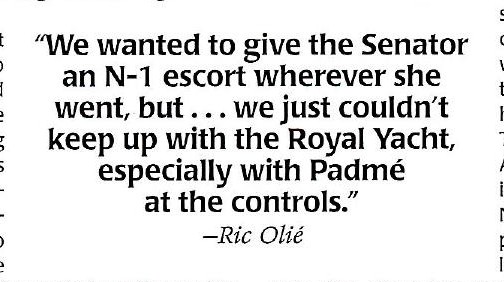 “We wanted to give the Senator
an N-1 escort wherever she
went, but . . . we just couldn’t
keep up with the Royal Yacht,
especially with Padmé
at the controls.”
—Ric Olié